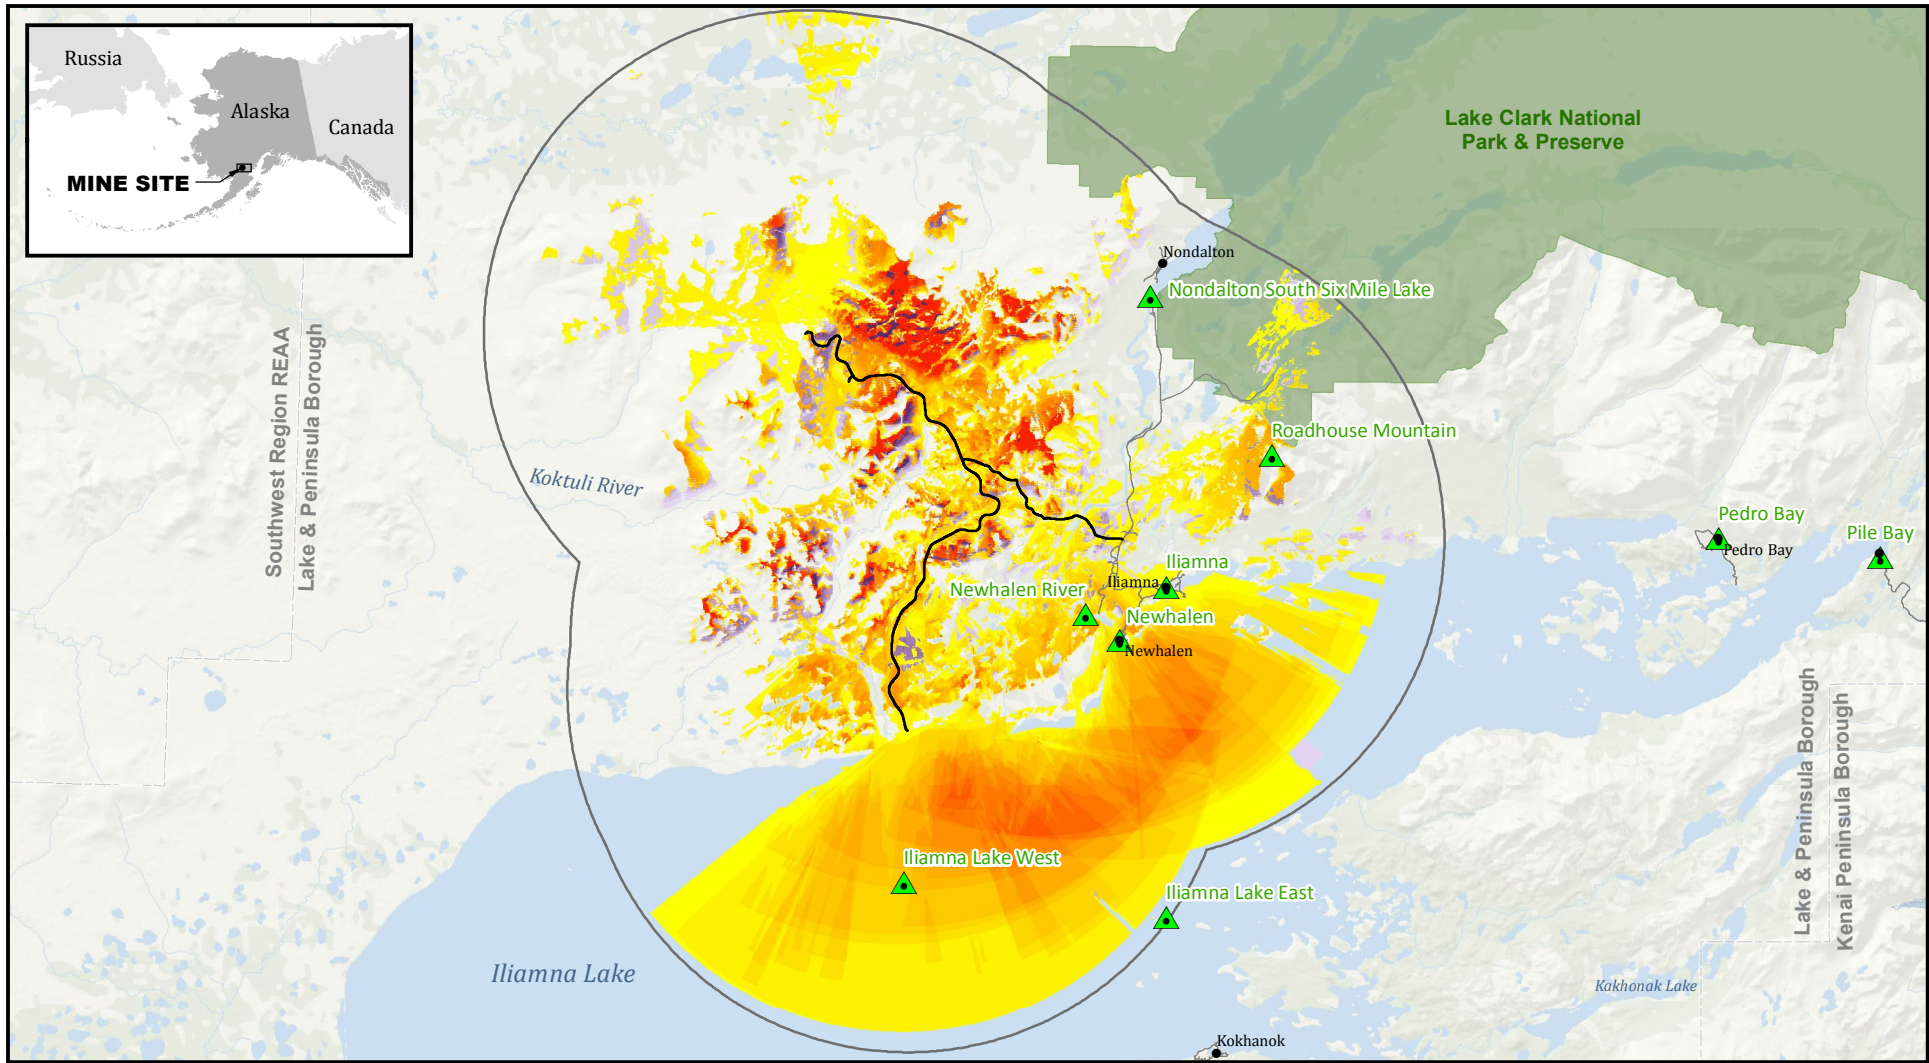 Russia
Alaska
Canada
MINE SITE
Lake Clark National
Park & Preserve
Nondalton
Nondalton South Six Mile Lake
Southwest Region REAA
Lake & Peninsula Borough
Roadhouse Mountain
Koktuli River
Pedro Bay
Pedro Bay
Pile Bay
Iliamna
Iliamna
Newhalen River
Newhalen
Newhalen
Lake & Peninsula Borough
Kenai Peninsula Borough
Iliamna Lake West
Iliamna Lake East
Iliamna Lake
Kakhonak Lake
Kokhanok